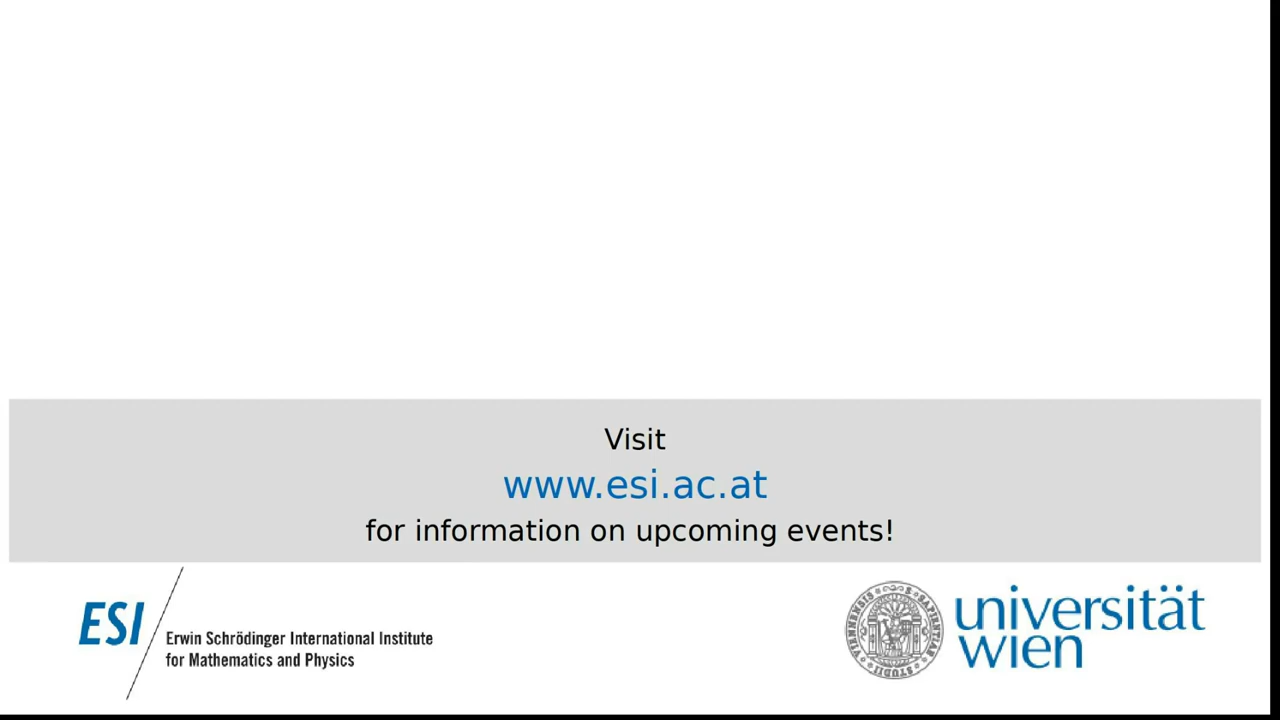 Visit
www.esi.ac.at
for information on upcoming events!
ESI
Erwin Schrödinger International Institute
for Mathematics and Physics
universität
wien